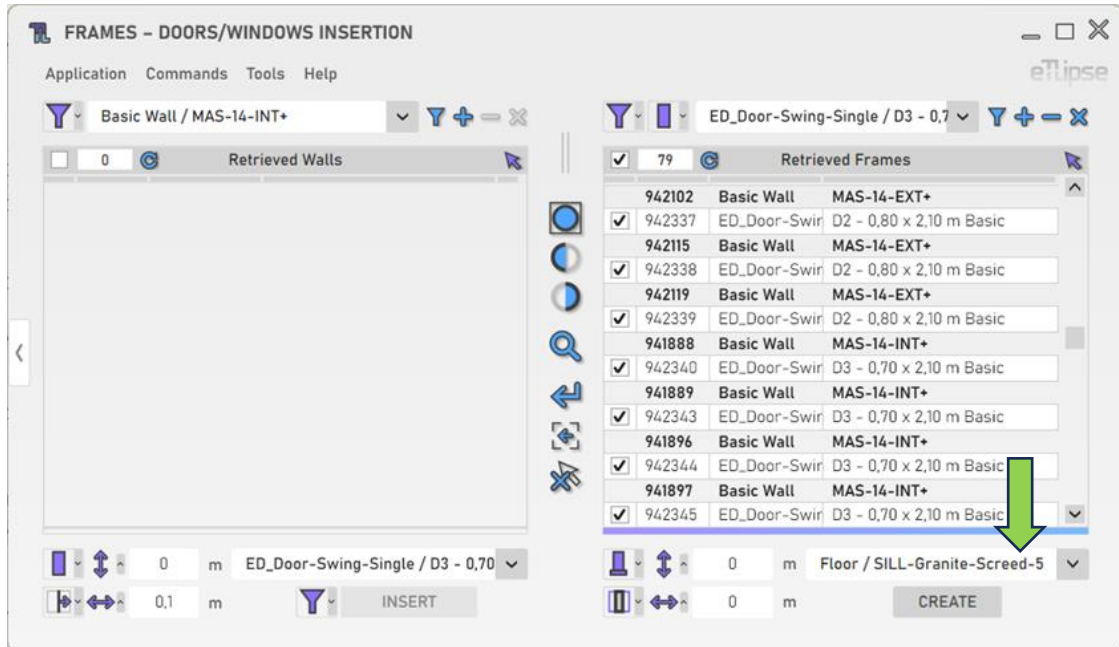 FRAMES – DOORS/WINDOWS INSERTION
Application Commands Tools Help
eTLipse
Basic Wall / MAS-14-INT+
ED_Door-Swing-Single / D3 - 0,7
0 Retrieved Walls
79 Retrieved Frames
942102 Basic Wall MAS-14-EXT+
942337 ED_Door-Swir D2 - 0,80 x 2,10 m Basic
942115 Basic Wall MAS-14-EXT+
942338 ED_Door-Swir D2 - 0,80 x 2,10 m Basic
942119 Basic Wall MAS-14-EXT+
942339 ED_Door-Swir D2 - 0,80 x 2,10 m Basic
941888 Basic Wall MAS-14-INT+
942340 ED_Door-Swir D3 - 0,70 x 2,10 m Basic
941889 Basic Wall MAS-14-INT+
942343 ED_Door-Swir D3 - 0,70 x 2,10 m Basic
941896 Basic Wall MAS-14-INT+
942344 ED_Door-Swir D3 - 0,70 x 2,10 m Basic
941897 Basic Wall MAS-14-INT+
942345 ED_Door-Swir D3 - 0,70 x 2,10 m Basic
0 m ED_Door-Swing-Single / D3 - 0,70
0 m Floor / SILL-Granite-Screed-5
0,1 m INSERT
0 m CREATE